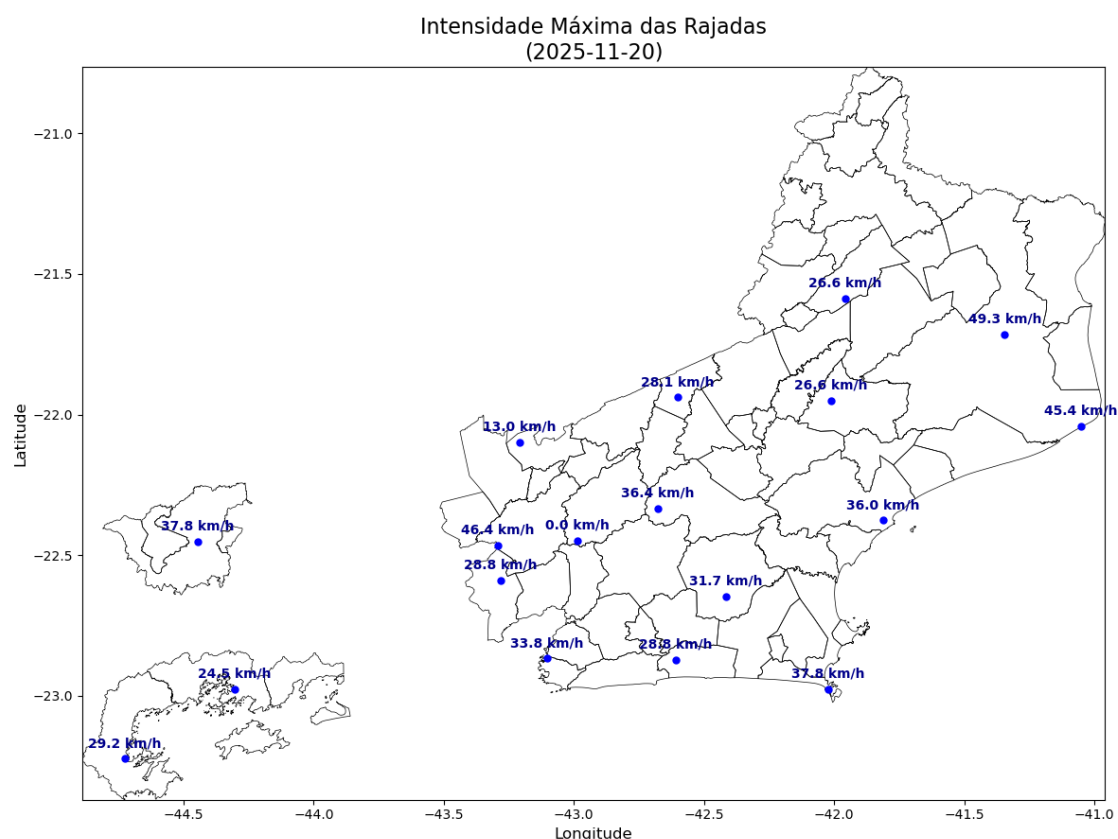 Intensidade Máxima das Rajadas
(2025-11-20)
−21.0
−21.5
26.6 km/h
49.3 km/h
28.1 km/h
26.6 km/h
−22.0
45.4 km/h
13.0 km/h
36.4 km/h
36.0 km/h
37.8 km/h
46.4 km/h
0.0 km/h
−22.5
28.8 km/h
31.7 km/h
33.8 km/h
28.8 km/h
24.5 km/h
37.8 km/h
−23.0
29.2 km/h
Latitude
−44.5
−44.0
−43.5
−43.0
−42.5
−42.0
−41.5
−41.0
Longitude